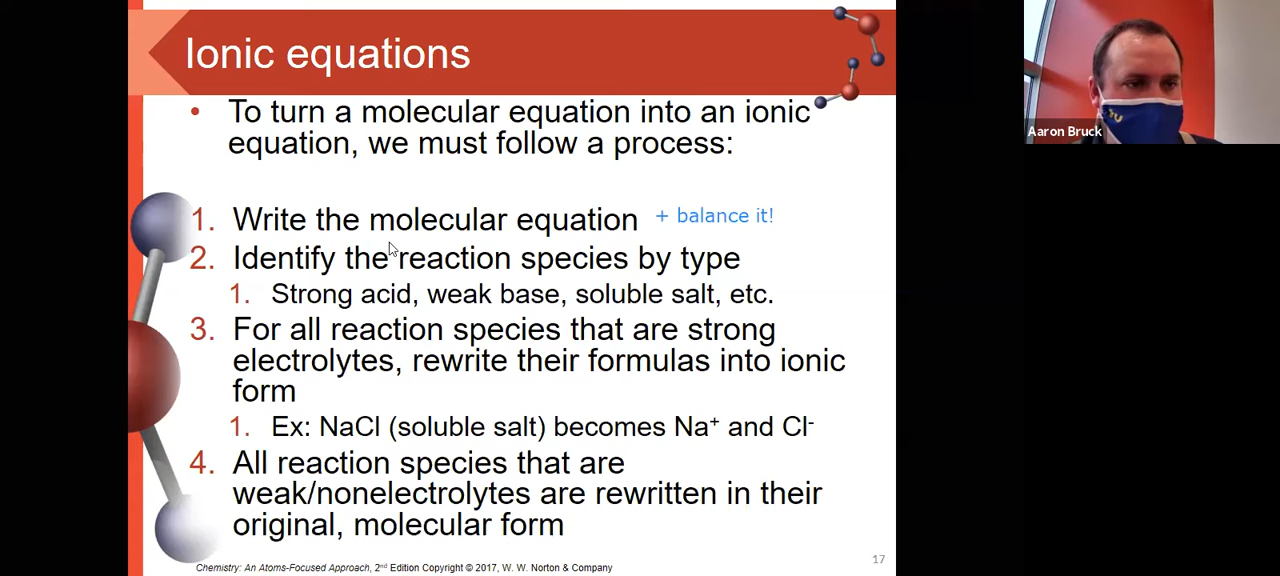 Ionic equations
• To turn a molecular equation into an ionic
equation, we must follow a process:
1. Write the molecular equation + balance it!
2. Identify the reaction species by type
1. Strong acid, weak base, soluble salt, etc.
3. For all reaction species that are strong
electrolytes, rewrite their formulas into ionic
form
1. Ex: NaCl (soluble salt) becomes Na⁺ and Cl⁻
4. All reaction species that are
weak/nonelectrolytes are rewritten in their
original, molecular form
17
Chemistry: An Atoms-Focused Approach, 2nd Edition Copyright © 2017, W. W. Norton & Company
Aaron Bruck